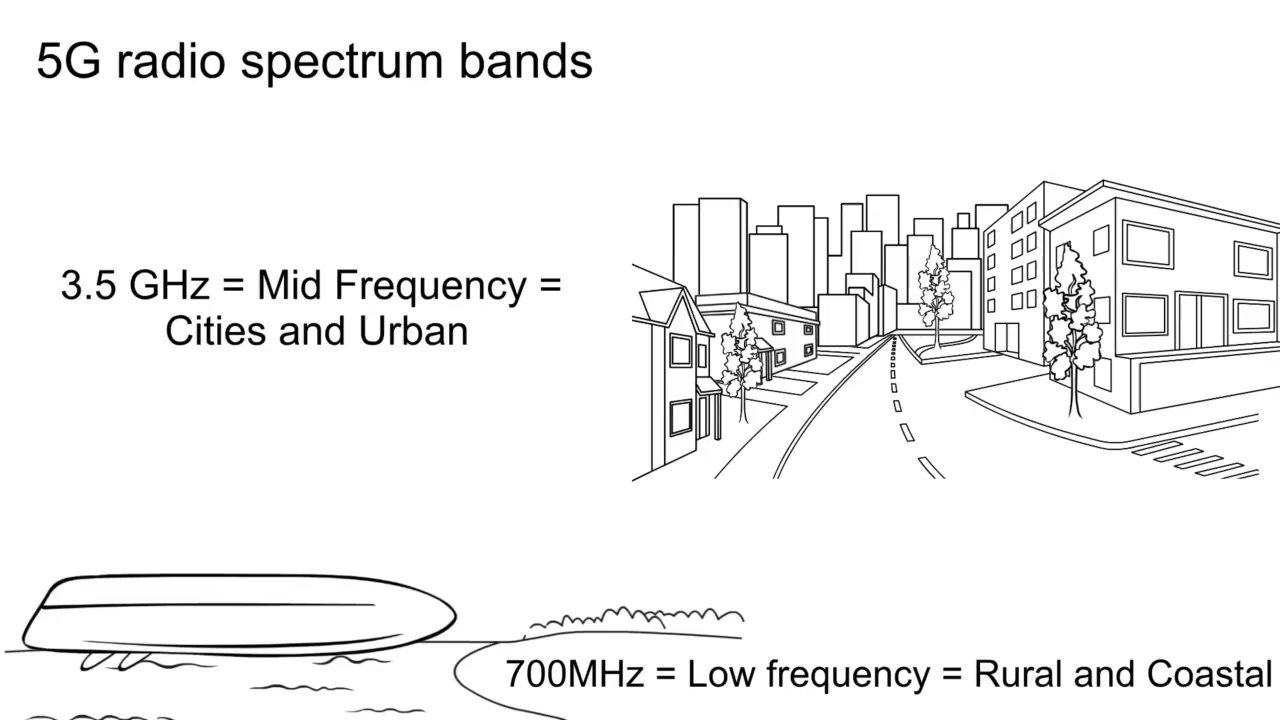 5G radio spectrum bands
3.5 GHz = Mid Frequency =
Cities and Urban
700MHz = Low frequency = Rural and Coastal